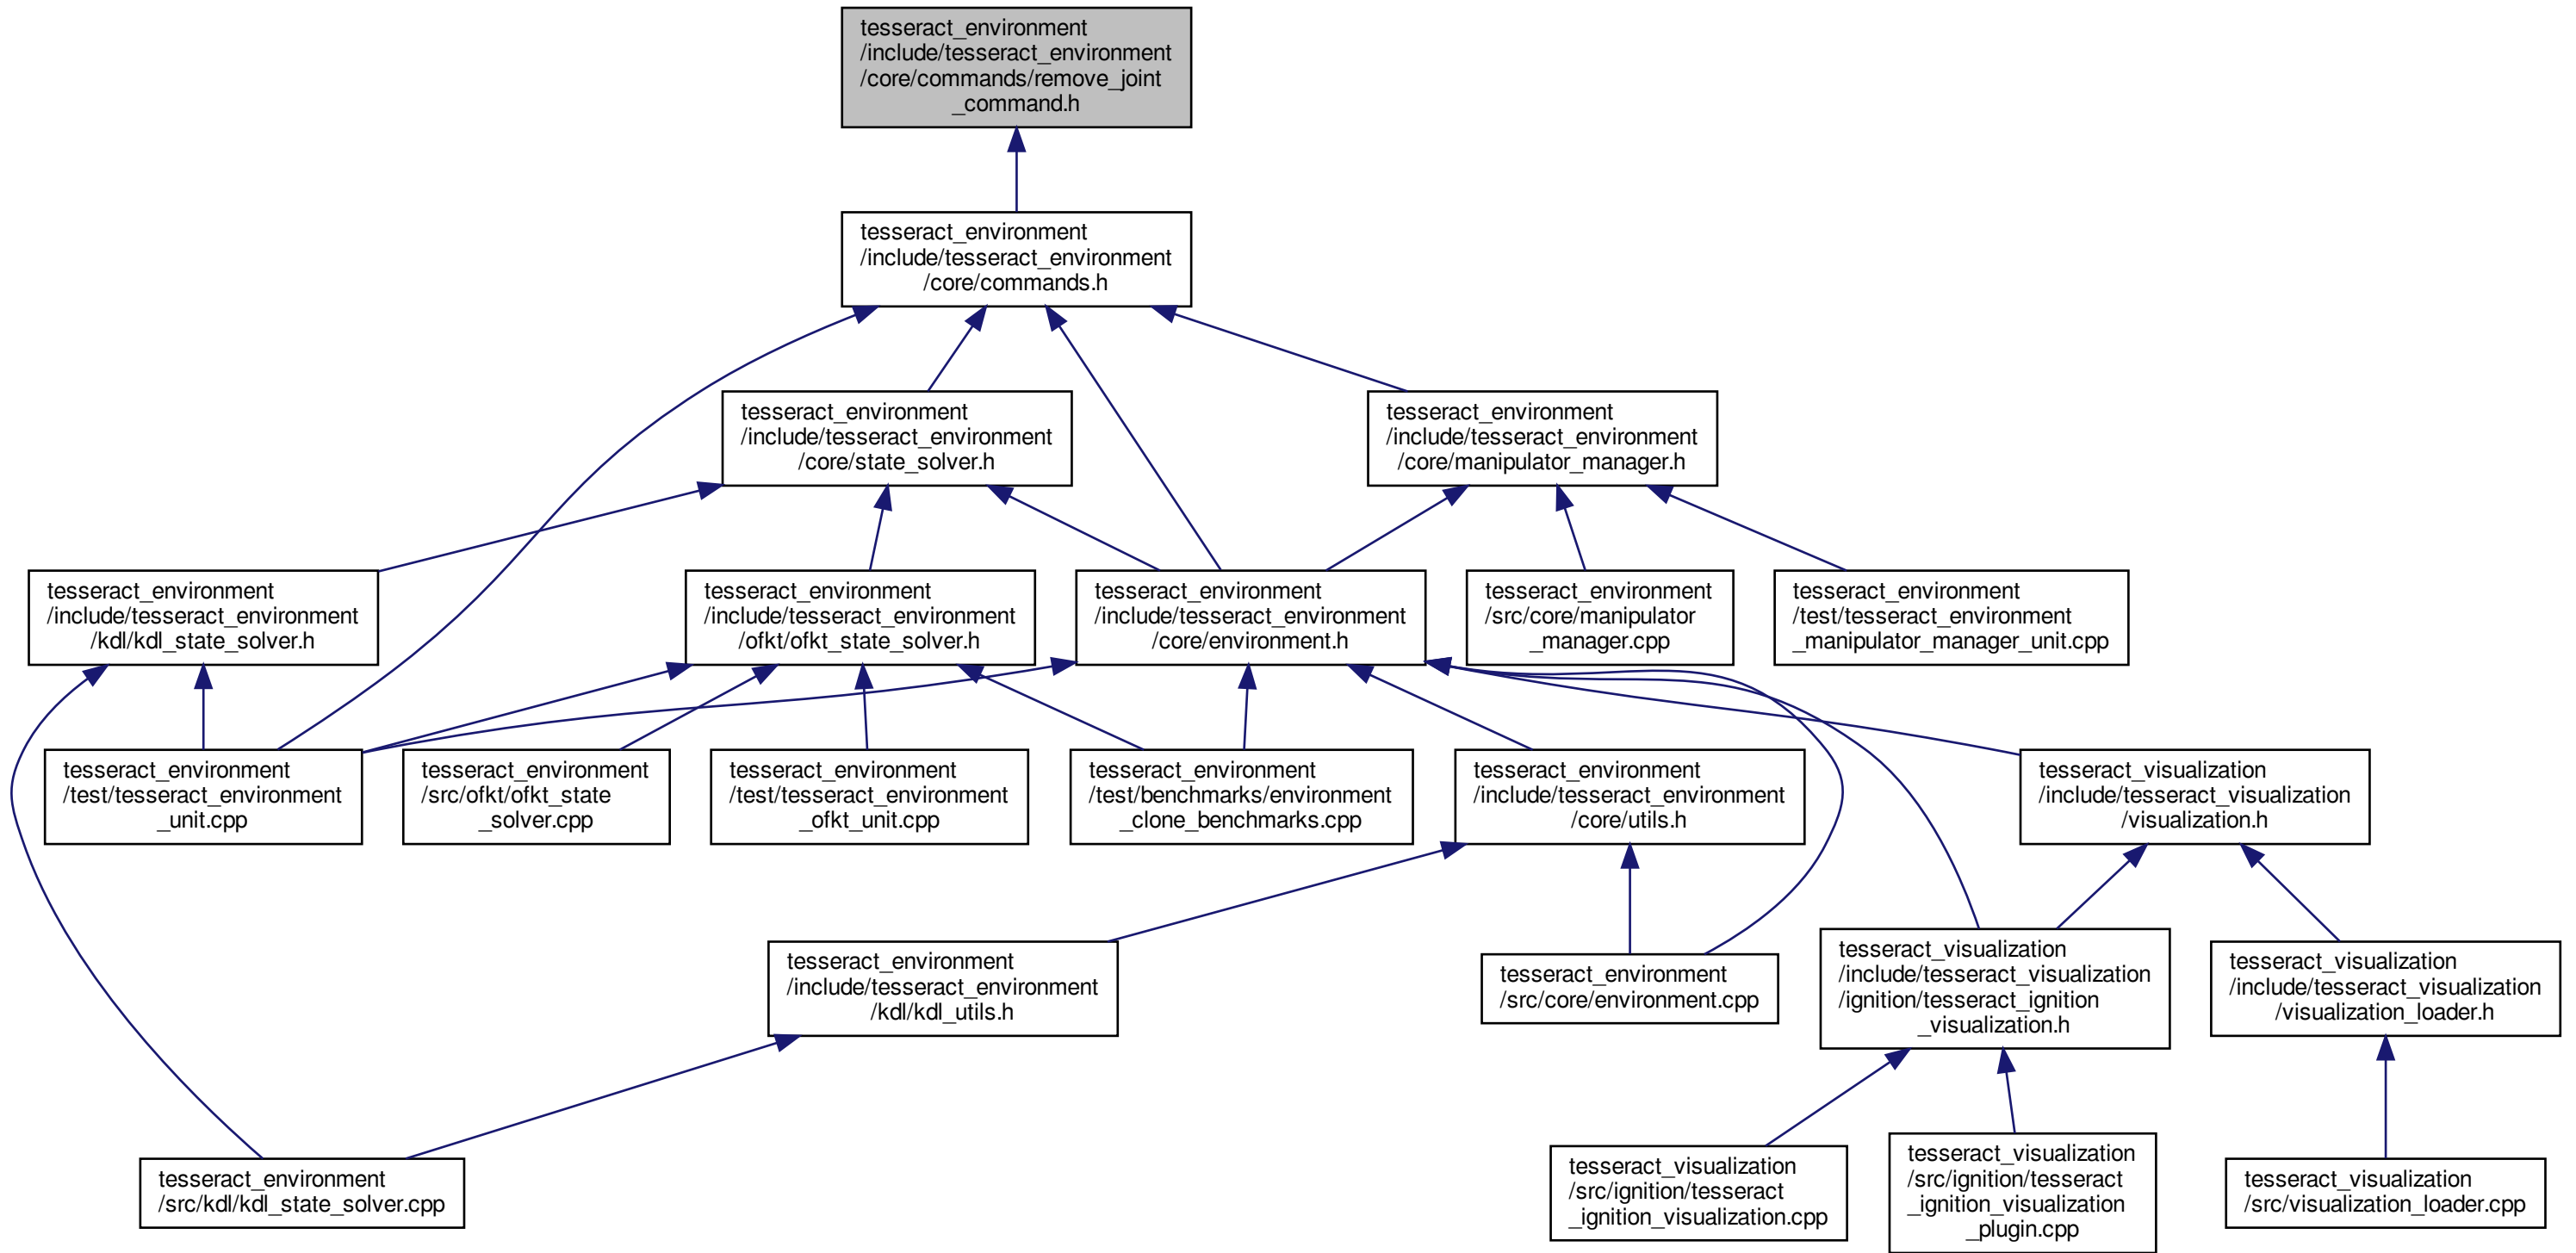 tesseract_environment
/include/tesseract_environment
/core/commands/remove_joint
_command.h
tesseract_environment
/include/tesseract_environment
/core/commands.h
tesseract_environment
/include/tesseract_environment
/core/state_solver.h
tesseract_environment
/include/tesseract_environment
/core/manipulator_manager.h
tesseract_environment
/include/tesseract_environment
/kdl/kdl_state_solver.h
tesseract_environment
/include/tesseract_environment
/ofkt/ofkt_state_solver.h
tesseract_environment
/include/tesseract_environment
/core/environment.h
tesseract_environment
/src/core/manipulator
_manager.cpp
tesseract_environment
/test/tesseract_environment
_manipulator_manager_unit.cpp
tesseract_environment
/test/tesseract_environment
_unit.cpp
tesseract_environment
/src/ofkt/ofkt_state
_solver.cpp
tesseract_environment
/test/tesseract_environment
_ofkt_unit.cpp
tesseract_environment
/test/benchmarks/environment
_clone_benchmarks.cpp
tesseract_environment
/include/tesseract_environment
/core/utils.h
tesseract_visualization
/include/tesseract_visualization
/visualization.h
tesseract_environment
/include/tesseract_environment
/kdl/kdl_utils.h
tesseract_environment
/src/core/environment.cpp
tesseract_visualization
/include/tesseract_visualization
/ignition/tesseract_ignition
_visualization.h
tesseract_visualization
/include/tesseract_visualization
/visualization_loader.h
tesseract_environment
/src/kdl/kdl_state_solver.cpp
tesseract_visualization
/src/ignition/tesseract
_ignition_visualization.cpp
tesseract_visualization
/src/ignition/tesseract
_ignition_visualization
_plugin.cpp
tesseract_visualization
/src/visualization_loader.cpp